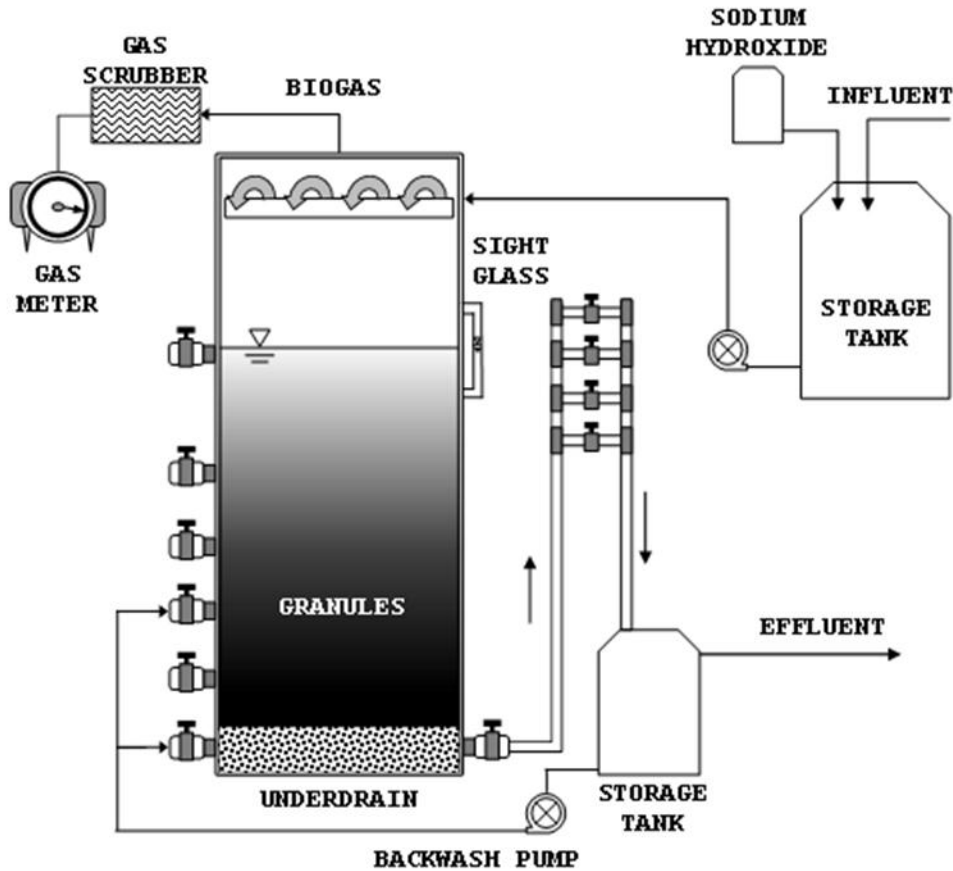 SODIUM
HYDROXIDE
GAS
SCRUBBER
BIOGAS
INFLUENT
SIGHT
GLASS
GAS
METER
STORAGE
TANK
GRANULES
EFFLUENT
UNDERDRAIN
STORAGE
TANK
BACKWASH PUMP